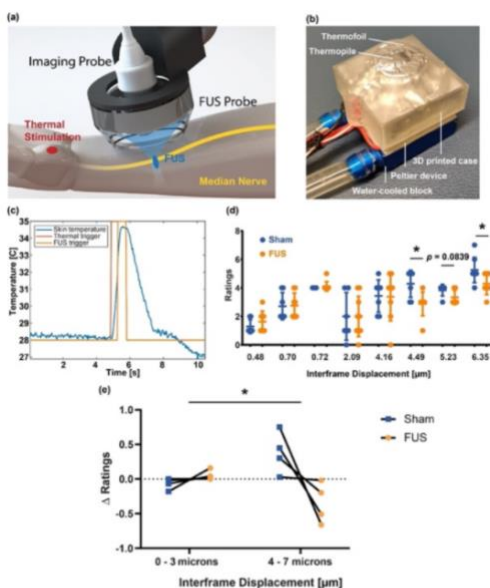 (a)
Imaging Probe
FUS Probe
Thermal
Stimulation
FUS
Median Nerve
(b)
Thermofoil
Thermopile
3D printed case
Peltier device
Water-cooled block
(c)
Skin temperature
Thermal trigger
FUS trigger
Temperature [C]
35
34
33
32
31
30
29
28
27
0 2 4 6 8 10
Time [s]
(d)
Sham
FUS
*
p = 0.0839
*
Ratings
8
6
4
2
0
0.48 0.70 0.72 2.09 4.16 4.49 5.23 6.35
Interframe Displacement [µm]
(e)
*
Sham
FUS
Δ Ratings
1.0
0.5
0.0
-0.5
-1.0
0 - 3 microns 4 - 7 microns
Interframe Displacement [µm]